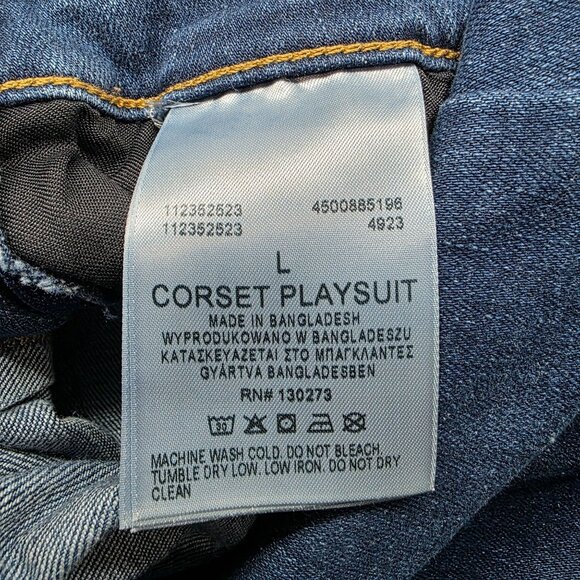 112352523 4500885196
112352523 4923
L
CORSET PLAYSUIT
MADE IN BANGLADESH
WYPRODUKOWANO W BANGLADESZU
ΚΑΤΑΣΚΕΥΑΖΕΤΑΙ ΣΤΟ ΜΠΑΓΚΛΑΝΤΕΣ
GYÁRTVA BANGLADESBEN
RN# 130273
30
MACHINE WASH COLD. DO NOT BLEACH.
TUMBLE DRY LOW. LOW IRON. DO NOT DRY
CLEAN